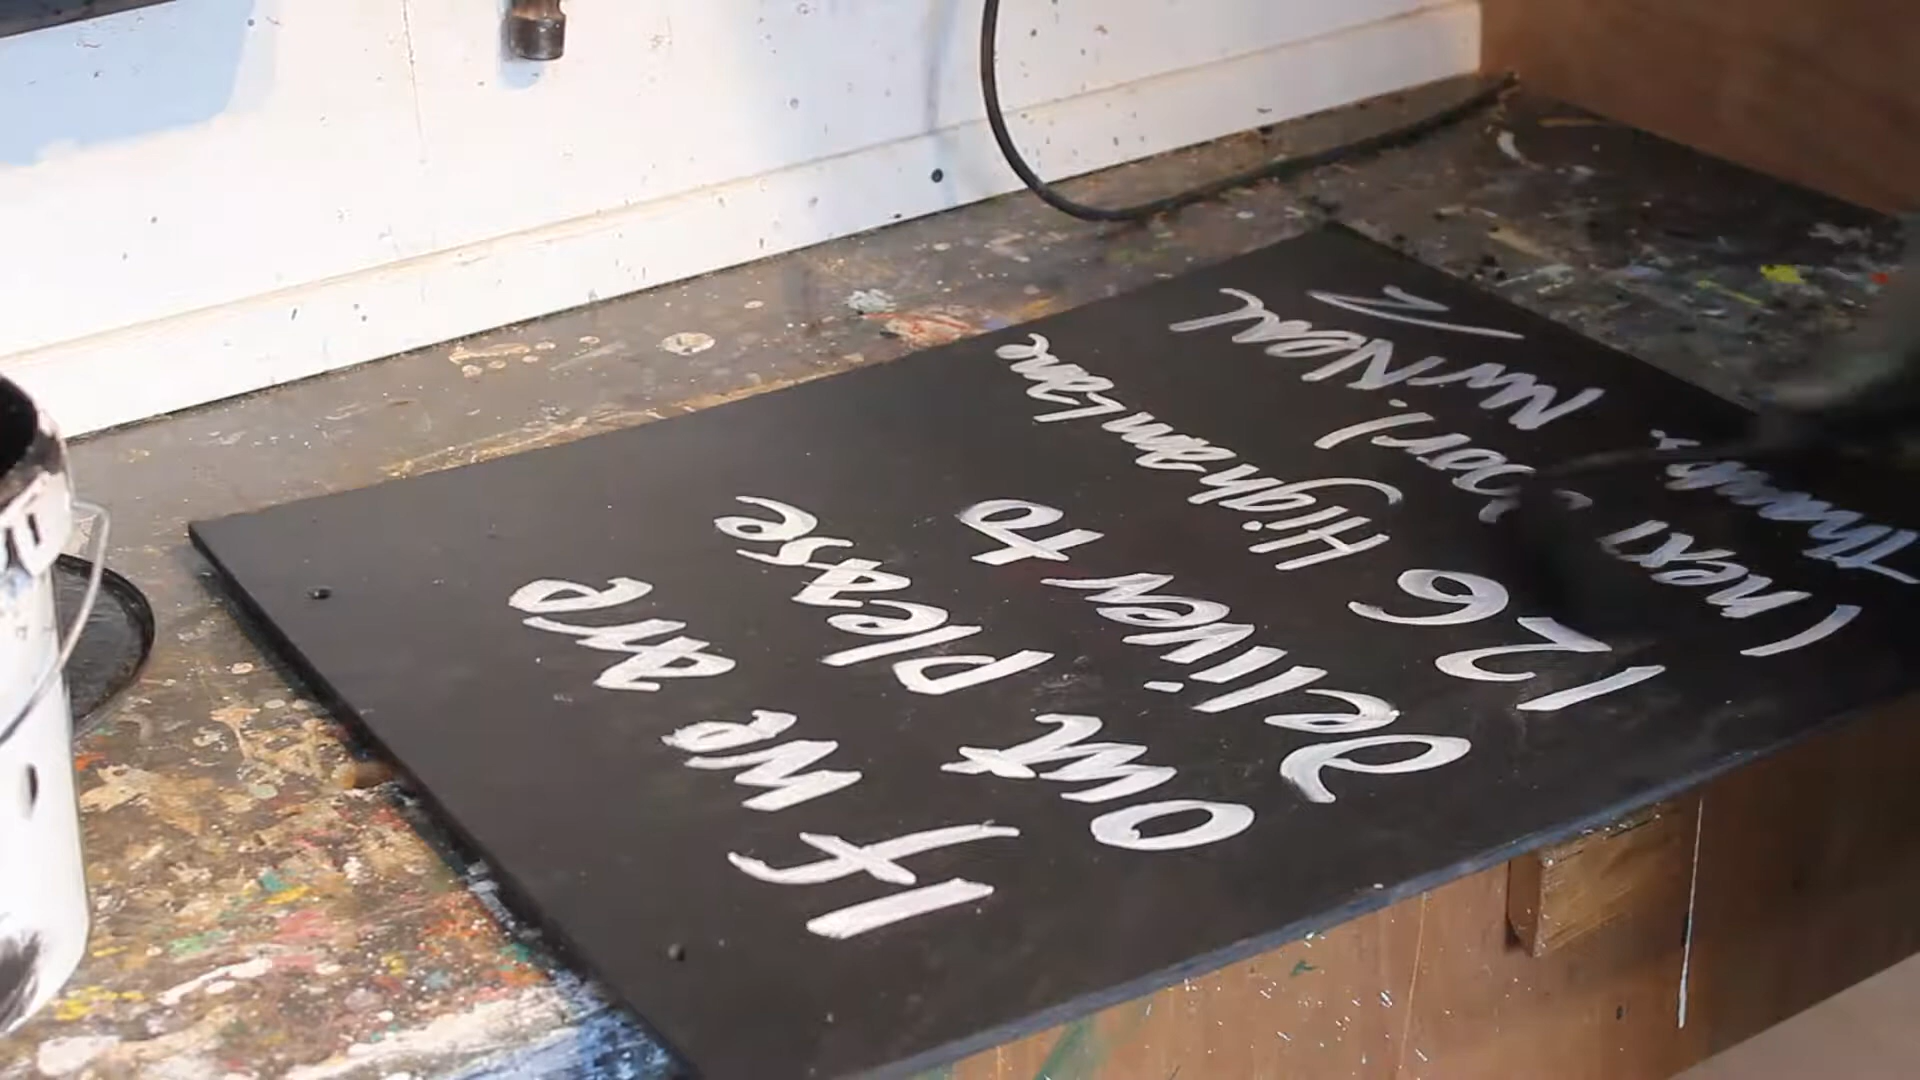 If we are
out please
deliver to
126 Higham Lane
(next door).
Thanks.
Mr Neal